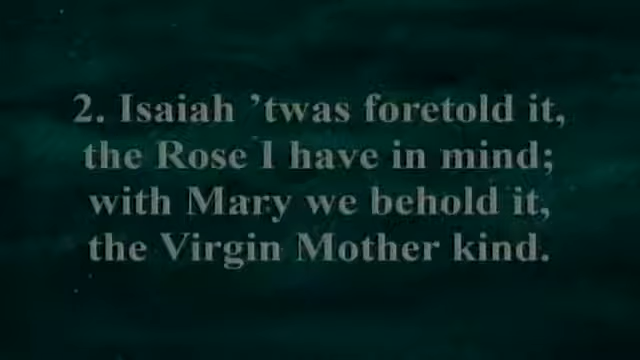 2. Isaiah ’twas foretold it,
the Rose I have in mind;
with Mary we behold it,
the Virgin Mother kind.